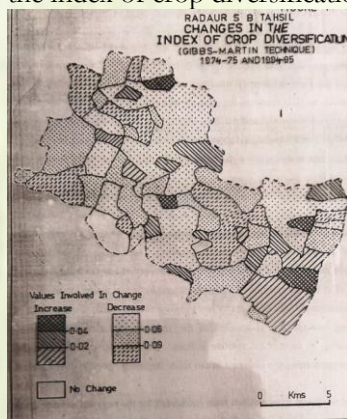 the index of crop diversificatio
RADAUR S B TAHSIL
CHANGES IN THE
INDEX OF CROP DIVERSIFICATION
(GIBBS-MARTIN TECHNIQUE)
1974-75 AND 1994-95
Values Involved In Change
Increase Decrease
0·04 0·06
0·02 0·09
No Change
0 Kms 5